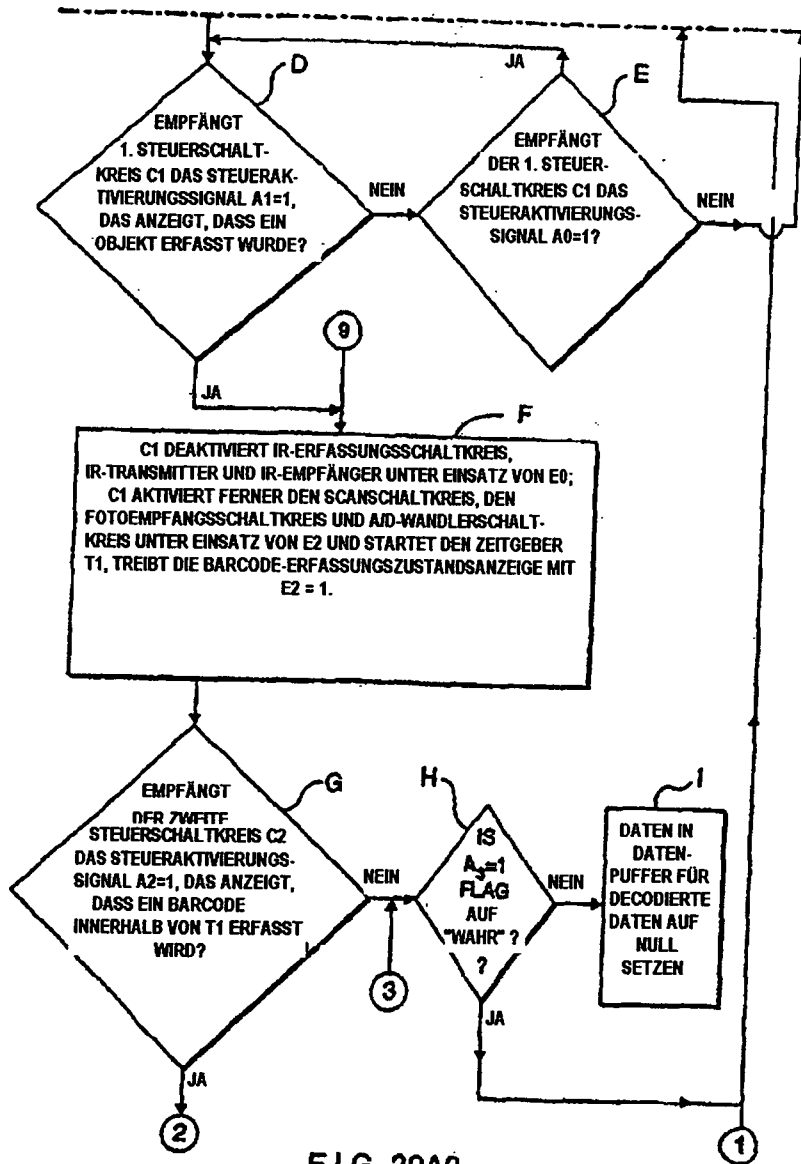 D
JA
E
EMPFÄNGT
1. STEUERSCHALT-
KREIS C1 DAS STEUERAK-
TIVIERUNGSSIGNAL A1=1,
DAS ANZEIGT, DASS EIN
OBJEKT ERFASST WURDE?
NEIN
EMPFÄNGT
DER 1. STEUER-
SCHALTKREIS C1 DAS
STEUERAKTIVIERUNGS-
SIGNAL A0=1?
NEIN
9
JA
F
C1 DEAKTIVIERT IR-ERFASSUNGSSCHALTKREIS,
IR-TRANSMITTER UND IR-EMPFÄNGER UNTER EINSATZ VON E0;
C1 AKTIVIERT FERNER DEN SCANSCHALTKREIS, DEN
FOTOEMPFANGSSCHALTKREIS UND A/D-WANDLERSCHALT-
KREIS UNTER EINSATZ VON E2 UND STARTET DEN ZEITGEBER
T1, TREIBT DIE BARCODE-ERFASSUNGSZUSTANDSANZEIGE MIT
E2 = 1.
G
EMPFÄNGT
DER ZWEITE
STEUERSCHALTKREIS C2
DAS STEUERAKTIVIERUNGS-
SIGNAL A2=1, DAS ANZEIGT,
DASS EIN BARCODE
INNERHALB VON T1 ERFASST
WIRD?
NEIN
3
H
IS
A3=1
FLAG
AUF
"WAHR" ?
?
NEIN
I
DATEN IN
DATEN-
PUFFER FÜR
DECODIERTE
DATEN AUF
NULL
SETZEN
JA
JA
2
1
FIG. 20A2